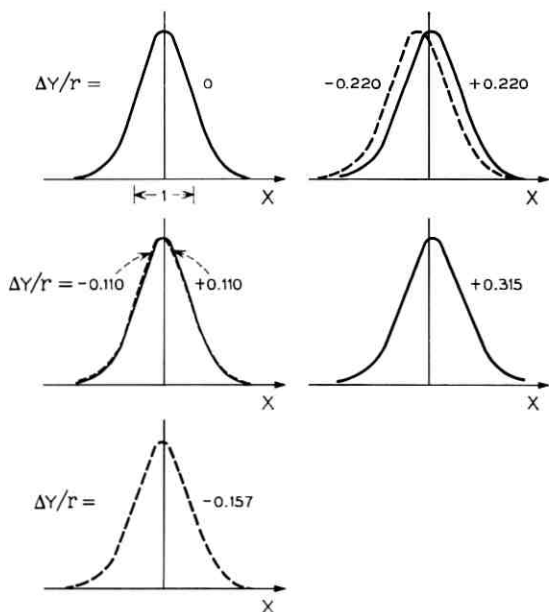 ΔY/r = 0
-0.220 +0.220
1
X X
ΔY/r = -0.110 +0.110
+0.315
X X
ΔY/r = -0.157
X